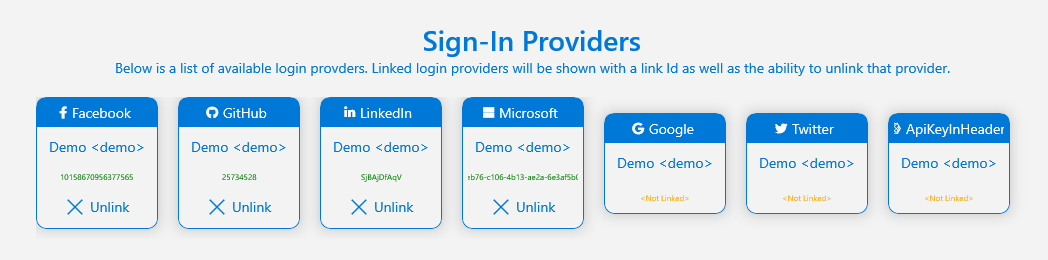 Sign-In Providers
Below is a list of available login provders. Linked login providers will be shown with a link Id as well as the ability to unlink that provider.
Facebook
Demo <demo>
10158670956377565
Unlink
GitHub
Demo <demo>
25734528
Unlink
LinkedIn
Demo <demo>
SjBAjDfAqV
Unlink
Microsoft
Demo <demo>
b76-c106-4b13-ae2a-6e3af5b
Unlink
Google
Demo <demo>
<Not Linked>
Twitter
Demo <demo>
<Not Linked>
ApiKeyInHeader
Demo <demo>
<Not Linked>